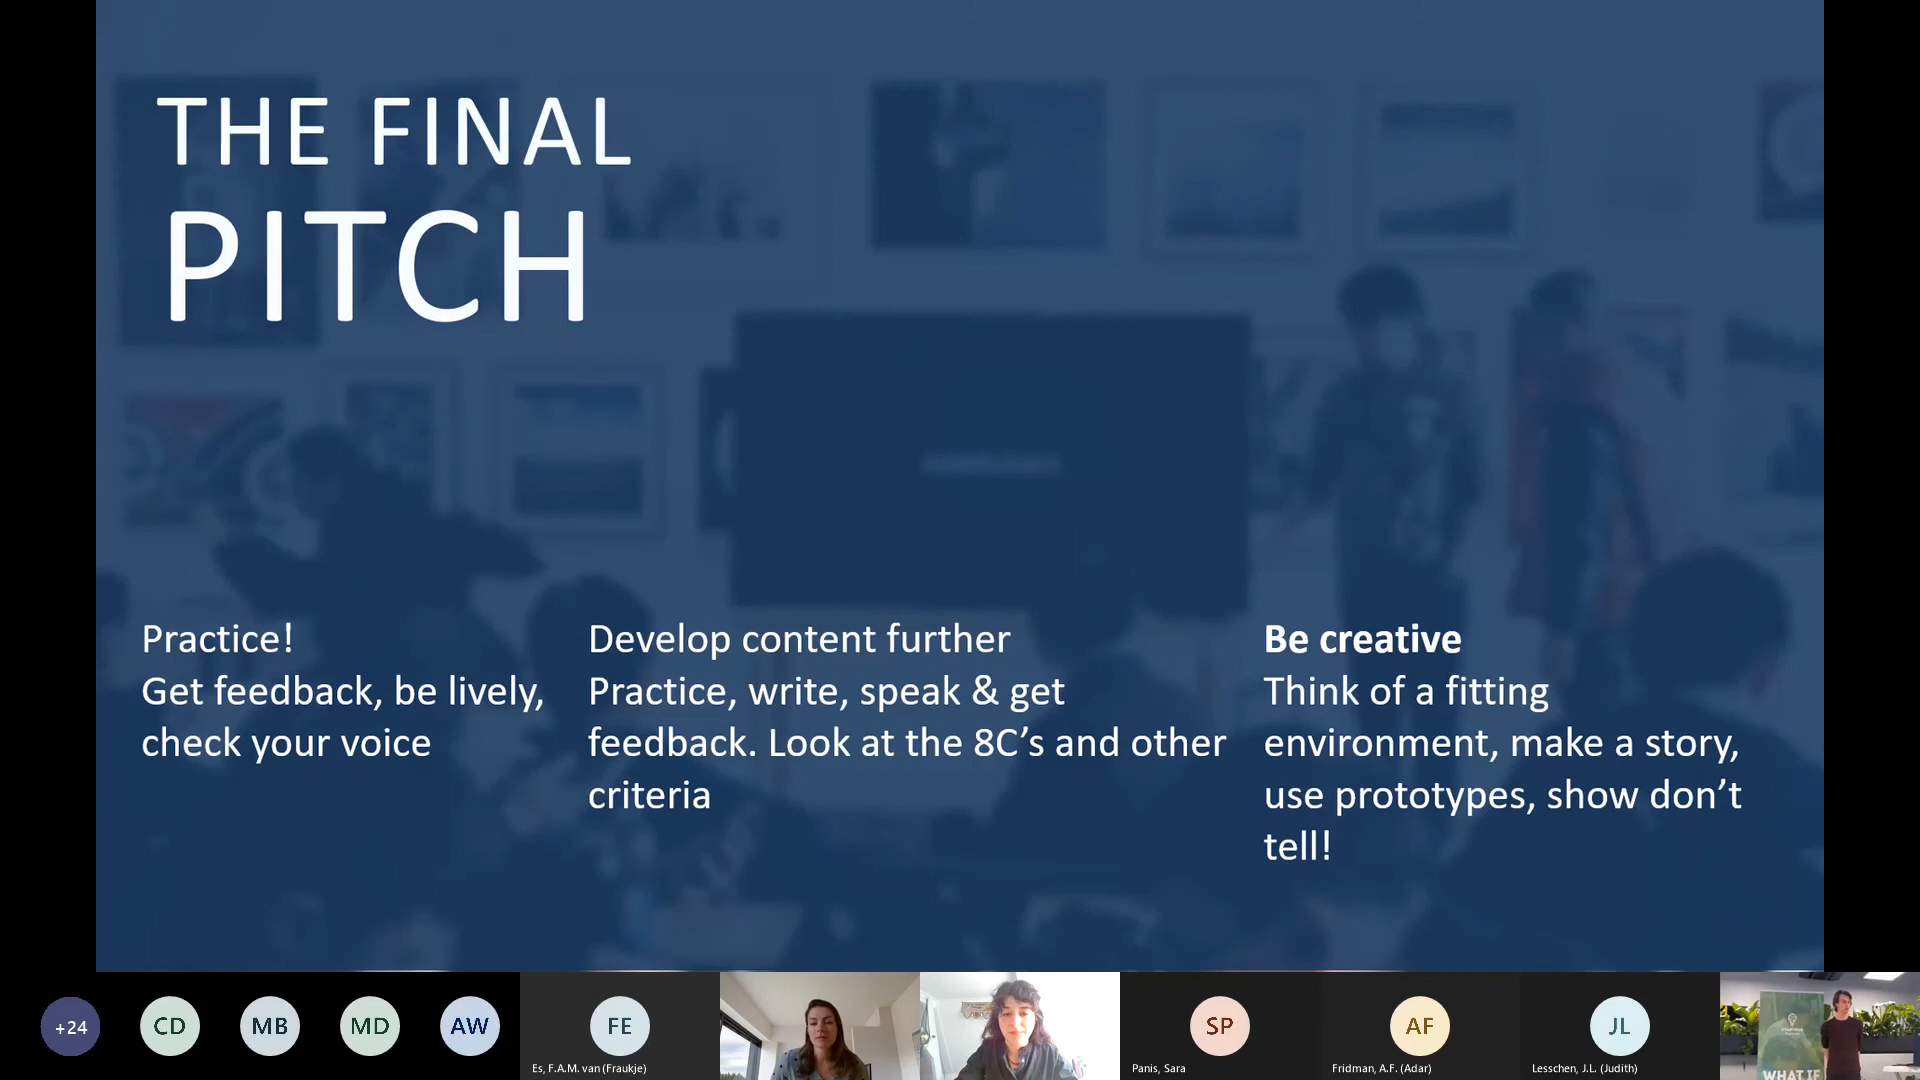 THE FINAL
PITCH
Practice!
Get feedback, be lively,
check your voice
Develop content further
Practice, write, speak & get
feedback. Look at the 8C’s and other
criteria
Be creative
Think of a fitting
environment, make a story,
use prototypes, show don’t
tell!
+24
CD
MB
MD
AW
FE
Es, F.A.M. van (Fraukje)
SP
Panis, Sara
AF
Fridman, A.F. (Adar)
JL
Lesschen, J.L. (Judith)
WHAT IF